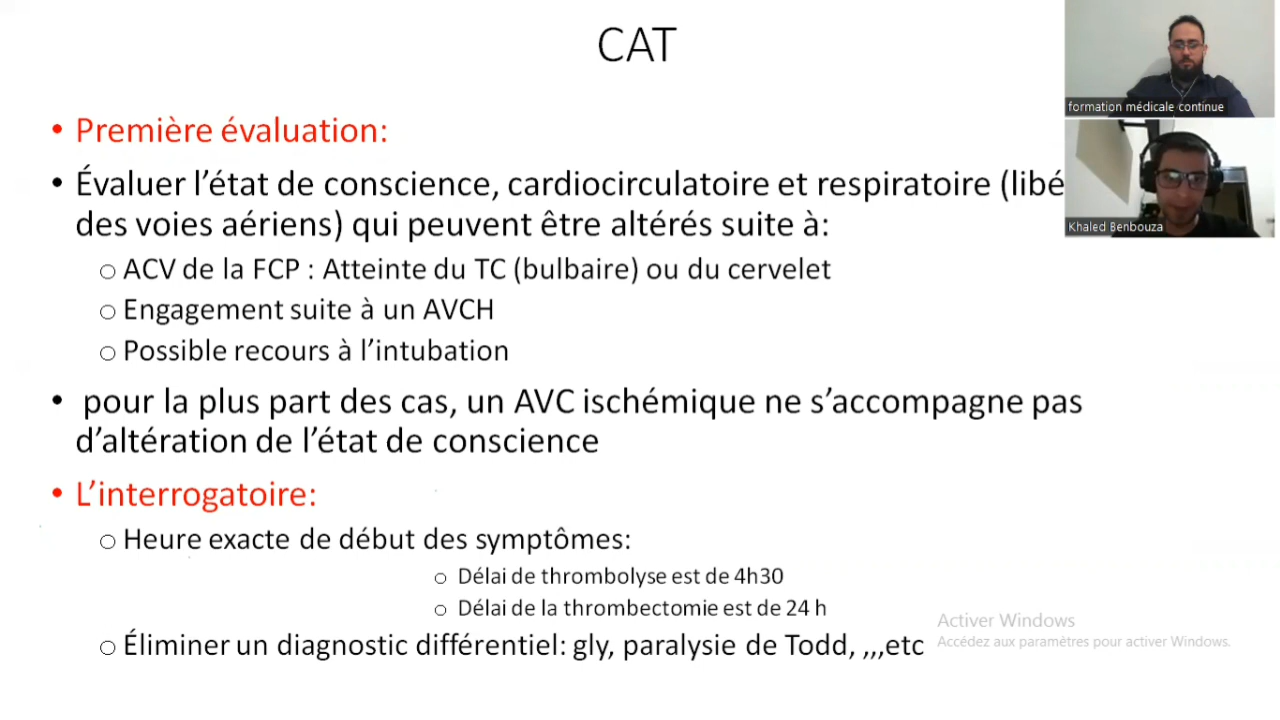 CAT
formation médicale continue
Khaled Benbouza
• Première évaluation:
• Évaluer l’état de conscience, cardiocirculatoire et respiratoire (libé
des voies aériens) qui peuvent être altérés suite à:
○ ACV de la FCP : Atteinte du TC (bulbaire) ou du cervelet
○ Engagement suite à un AVCH
○ Possible recours à l’intubation
• pour la plus part des cas, un AVC ischémique ne s’accompagne pas
d’altération de l’état de conscience
• L’interrogatoire:
○ Heure exacte de début des symptômes:
○ Délai de thrombolyse est de 4h30
○ Délai de la thrombectomie est de 24 h
○ Éliminer un diagnostic différentiel: gly, paralysie de Todd, ,,,etc
Activer Windows
Accédez aux paramètres pour activer Windows.